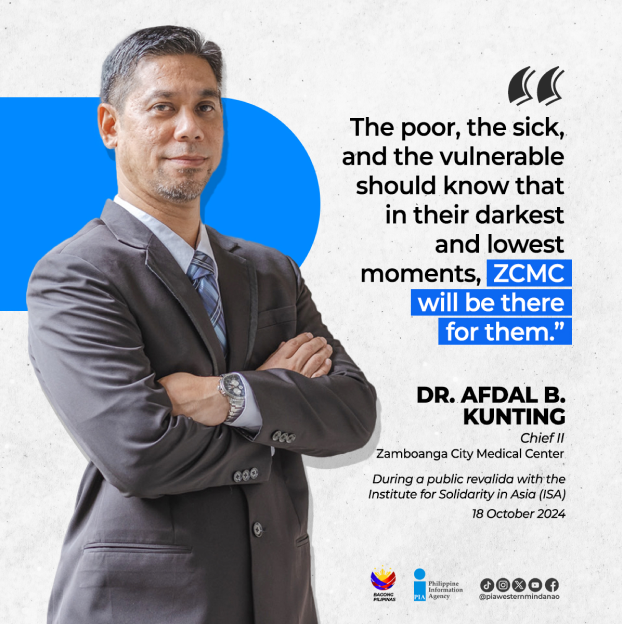 The poor, the sick,
and the vulnerable
should know that
in their darkest
and lowest
moments, ZCMC
will be there
for them.”
DR. AFDAL B.
KUNTING
Chief II
Zamboanga City Medical Center
During a public revalida with the
Institute for Solidarity in Asia (ISA)
18 October 2024
BAGONG
PILIPINAS
PIA
Philippine
Information
Agency
@piawesternmindanao